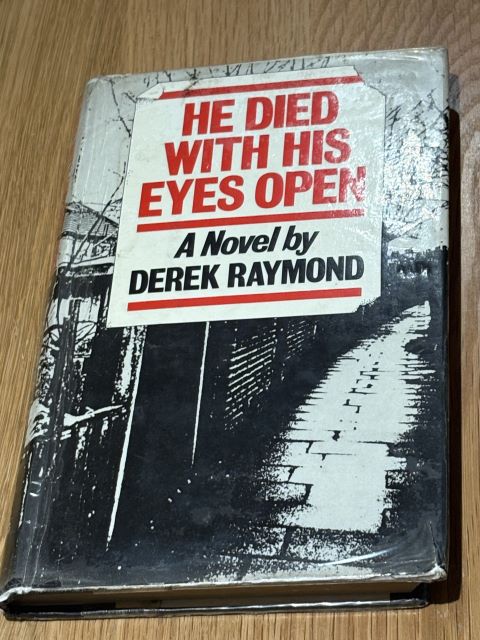 HE DIED
WITH HIS
EYES OPEN
A Novel by
DEREK RAYMOND